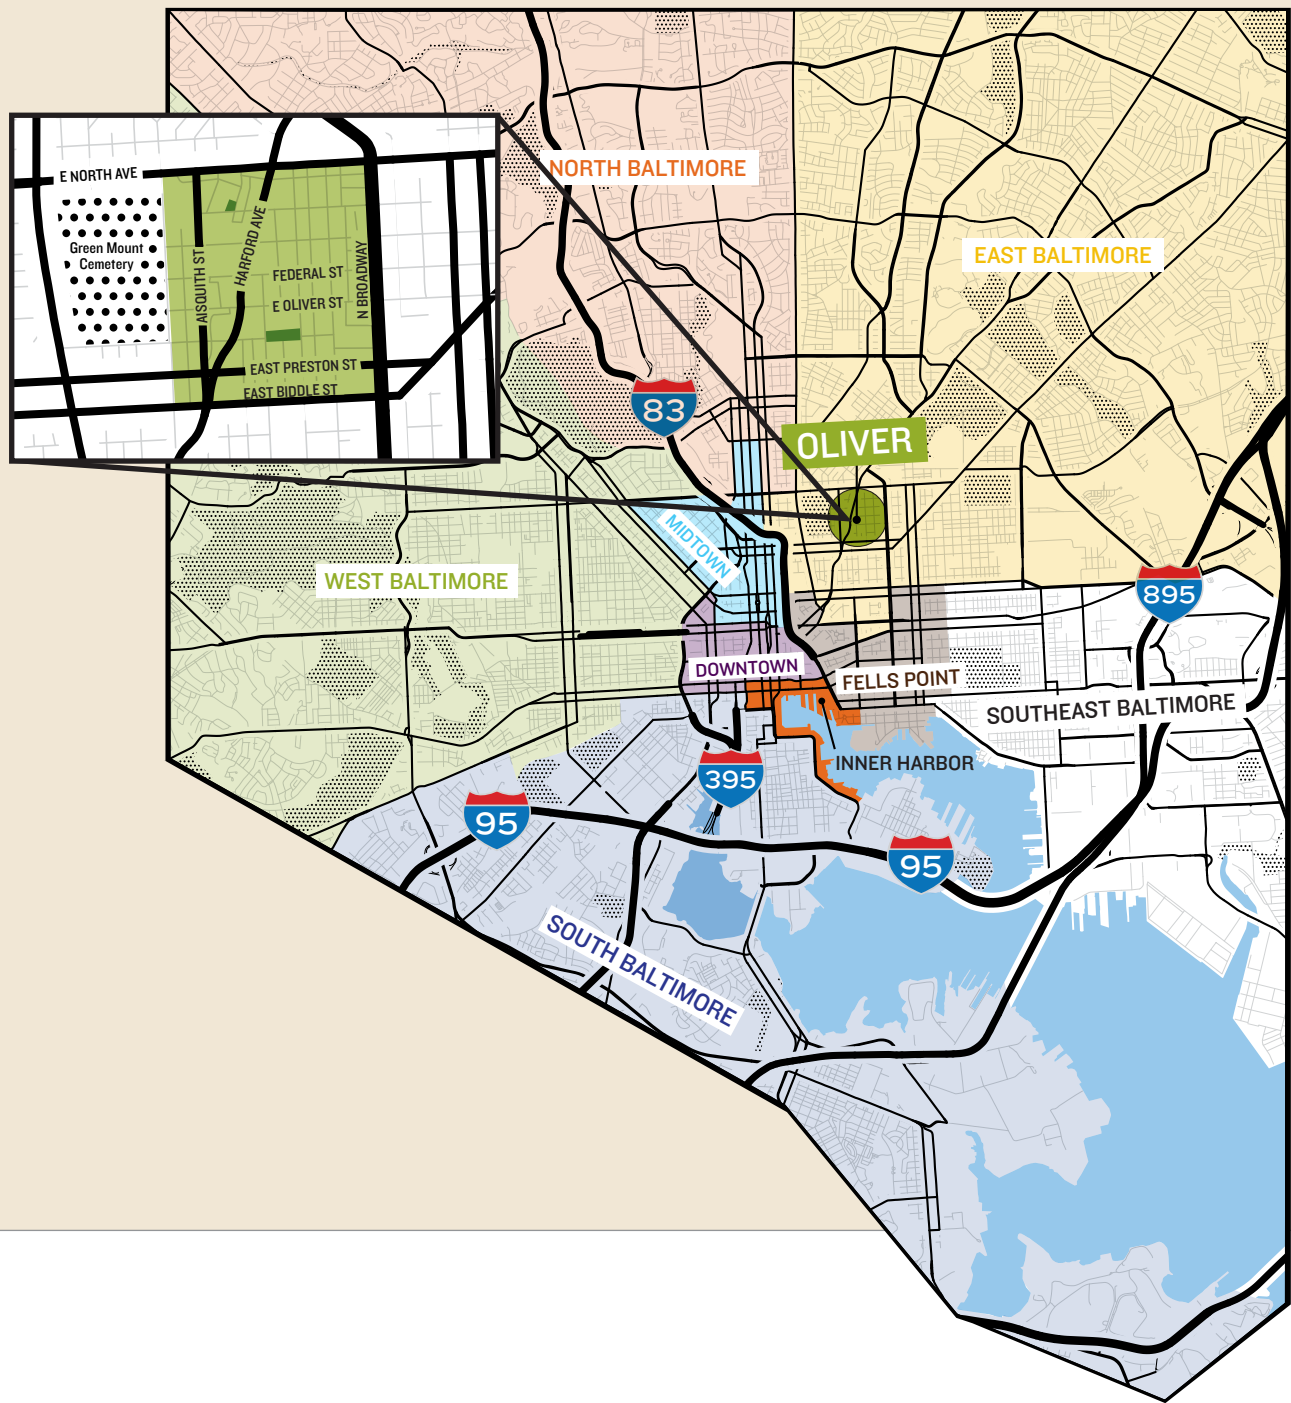 NORTH BALTIMORE
E NORTH AVE
Green Mount
Cemetery
AISQUITH ST
HARFORD AVE
FEDERAL ST
E OLIVER ST
N BROADWAY
EAST PRESTON ST
EAST BIDDLE ST
EAST BALTIMORE
83
OLIVER
MIDTOWN
WEST BALTIMORE
895
DOWNTOWN
FELLS POINT
SOUTHEAST BALTIMORE
INNER HARBOR
395
95
95
SOUTH BALTIMORE